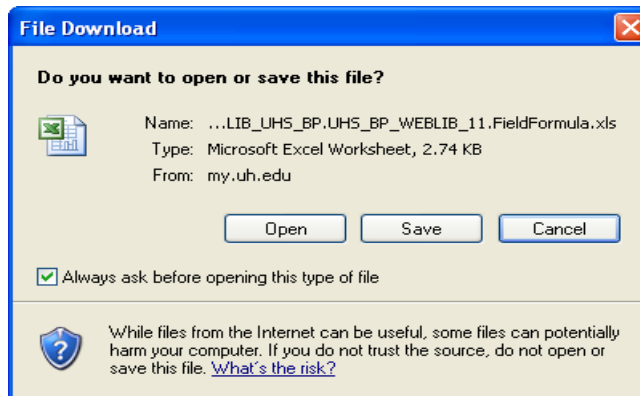 File Download
Do you want to open or save this file?
Name: ...LIB_UHS_BP.UHS_BP_WEBLIB_11.FieldFormula.xls
Type: Microsoft Excel Worksheet, 2.74 KB
From: my.uh.edu
Open Save Cancel
Always ask before opening this type of file
While files from the Internet can be useful, some files can potentially
harm your computer. If you do not trust the source, do not open or
save this file. What's the risk?